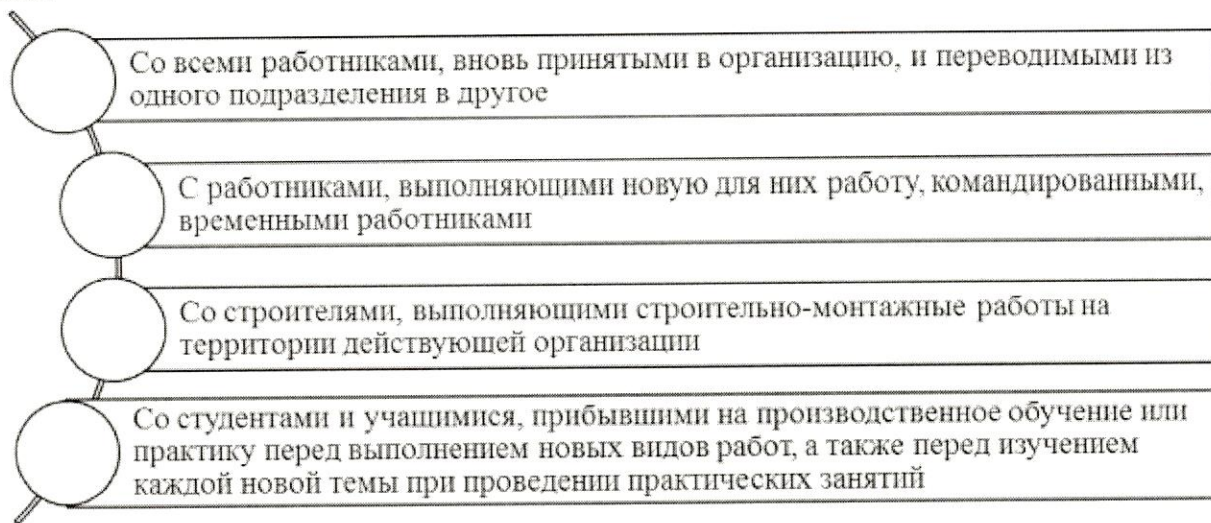 Со всеми работниками, вновь принятыми в организацию, и переводимыми из
одного подразделения в другое
С работниками, выполняющими новую для них работу, командированными,
временными работниками
Со строителями, выполняющими строительно-монтажные работы на
территории действующей организации
Со студентами и учащимися, прибывшими на производственное обучение или
практику перед выполнением новых видов работ, а также перед изучением
каждой новой темы при проведении практических занятий